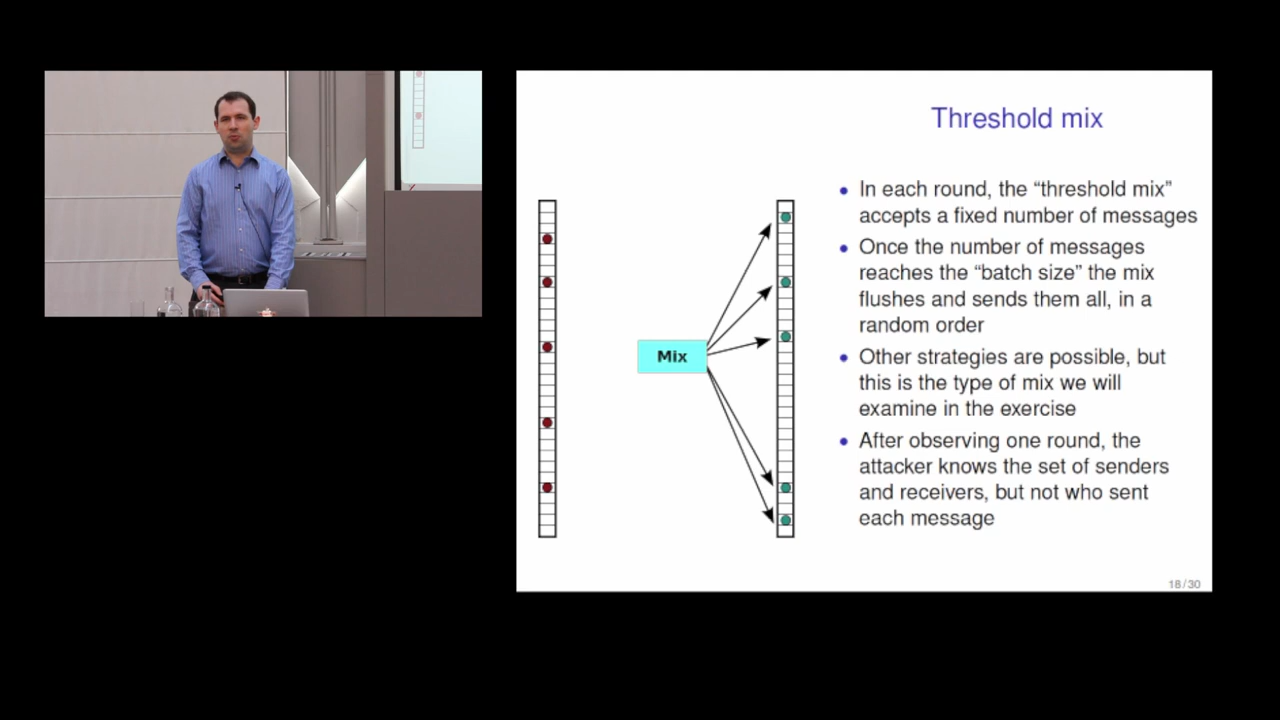 Threshold mix
• In each round, the “threshold mix”
accepts a fixed number of messages
• Once the number of messages
reaches the “batch size” the mix
flushes and sends them all, in a
random order
• Other strategies are possible, but
this is the type of mix we will
examine in the exercise
• After observing one round, the
attacker knows the set of senders
and receivers, but not who sent
each message
Mix
18/30